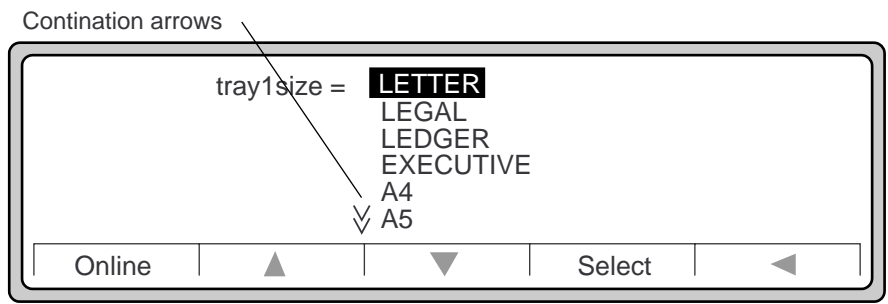 Contination arrows
tray1size = LETTER
LEGAL
LEDGER
EXECUTIVE
A4
A5
Online Select